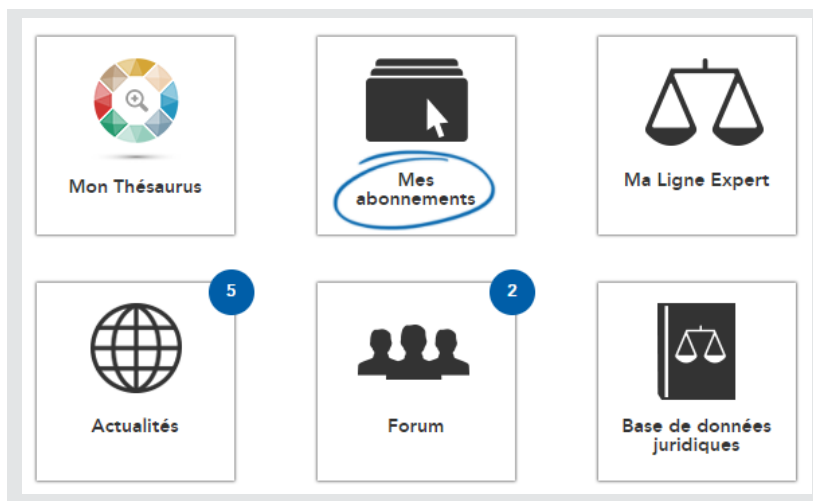 Mon Thésaurus
Mes
abonnements
Ma Ligne Expert
5
2
Actualités
Forum
Base de données
juridiques